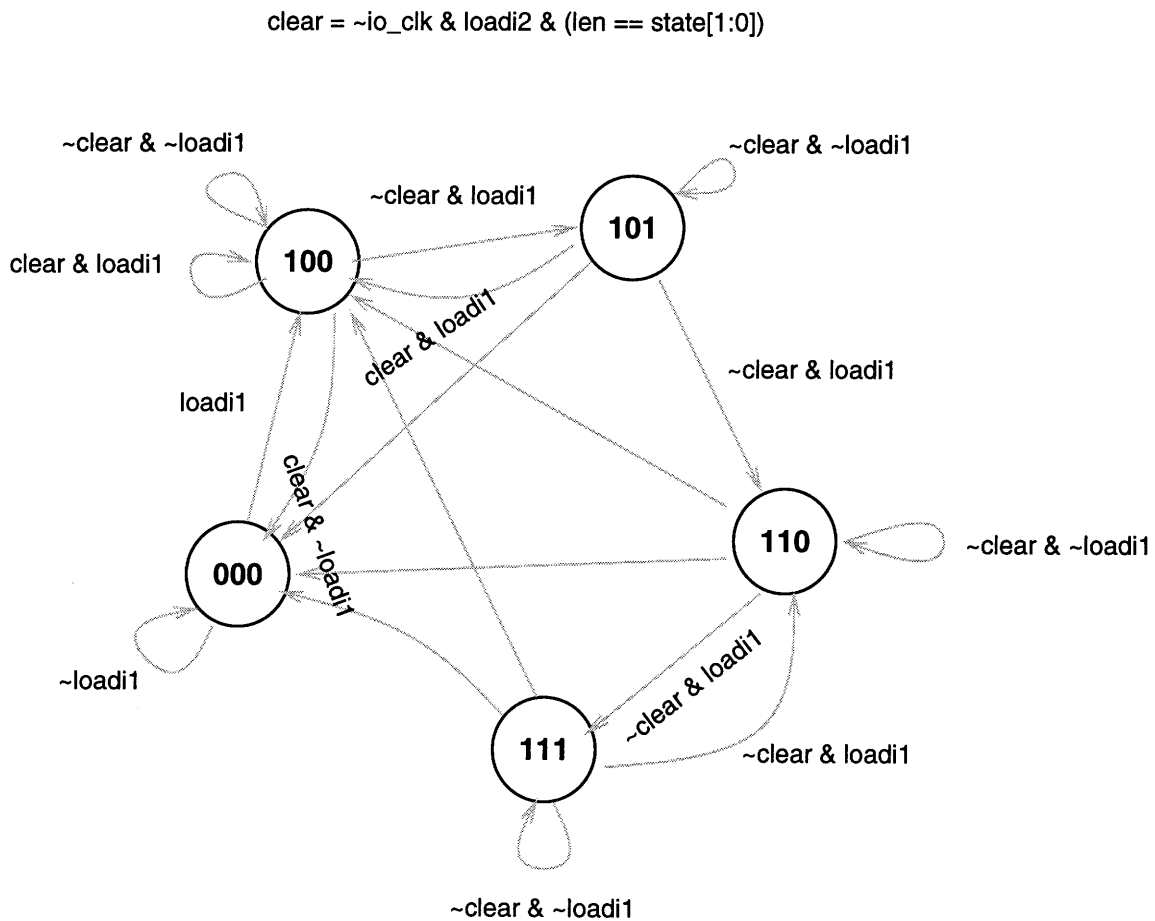 clear = ~io_clk & loadi2 & (len == state[1:0])
~clear & ~loadi1
~clear & ~loadi1
~clear & loadi1
101
100
clear & loadi1
clear & loadi1
~clear & loadi1
loadi1
clear & ~loadi1
110
~clear & ~loadi1
000
~loadi1
~clear & loadi1
111
~clear & loadi1
~clear & ~loadi1